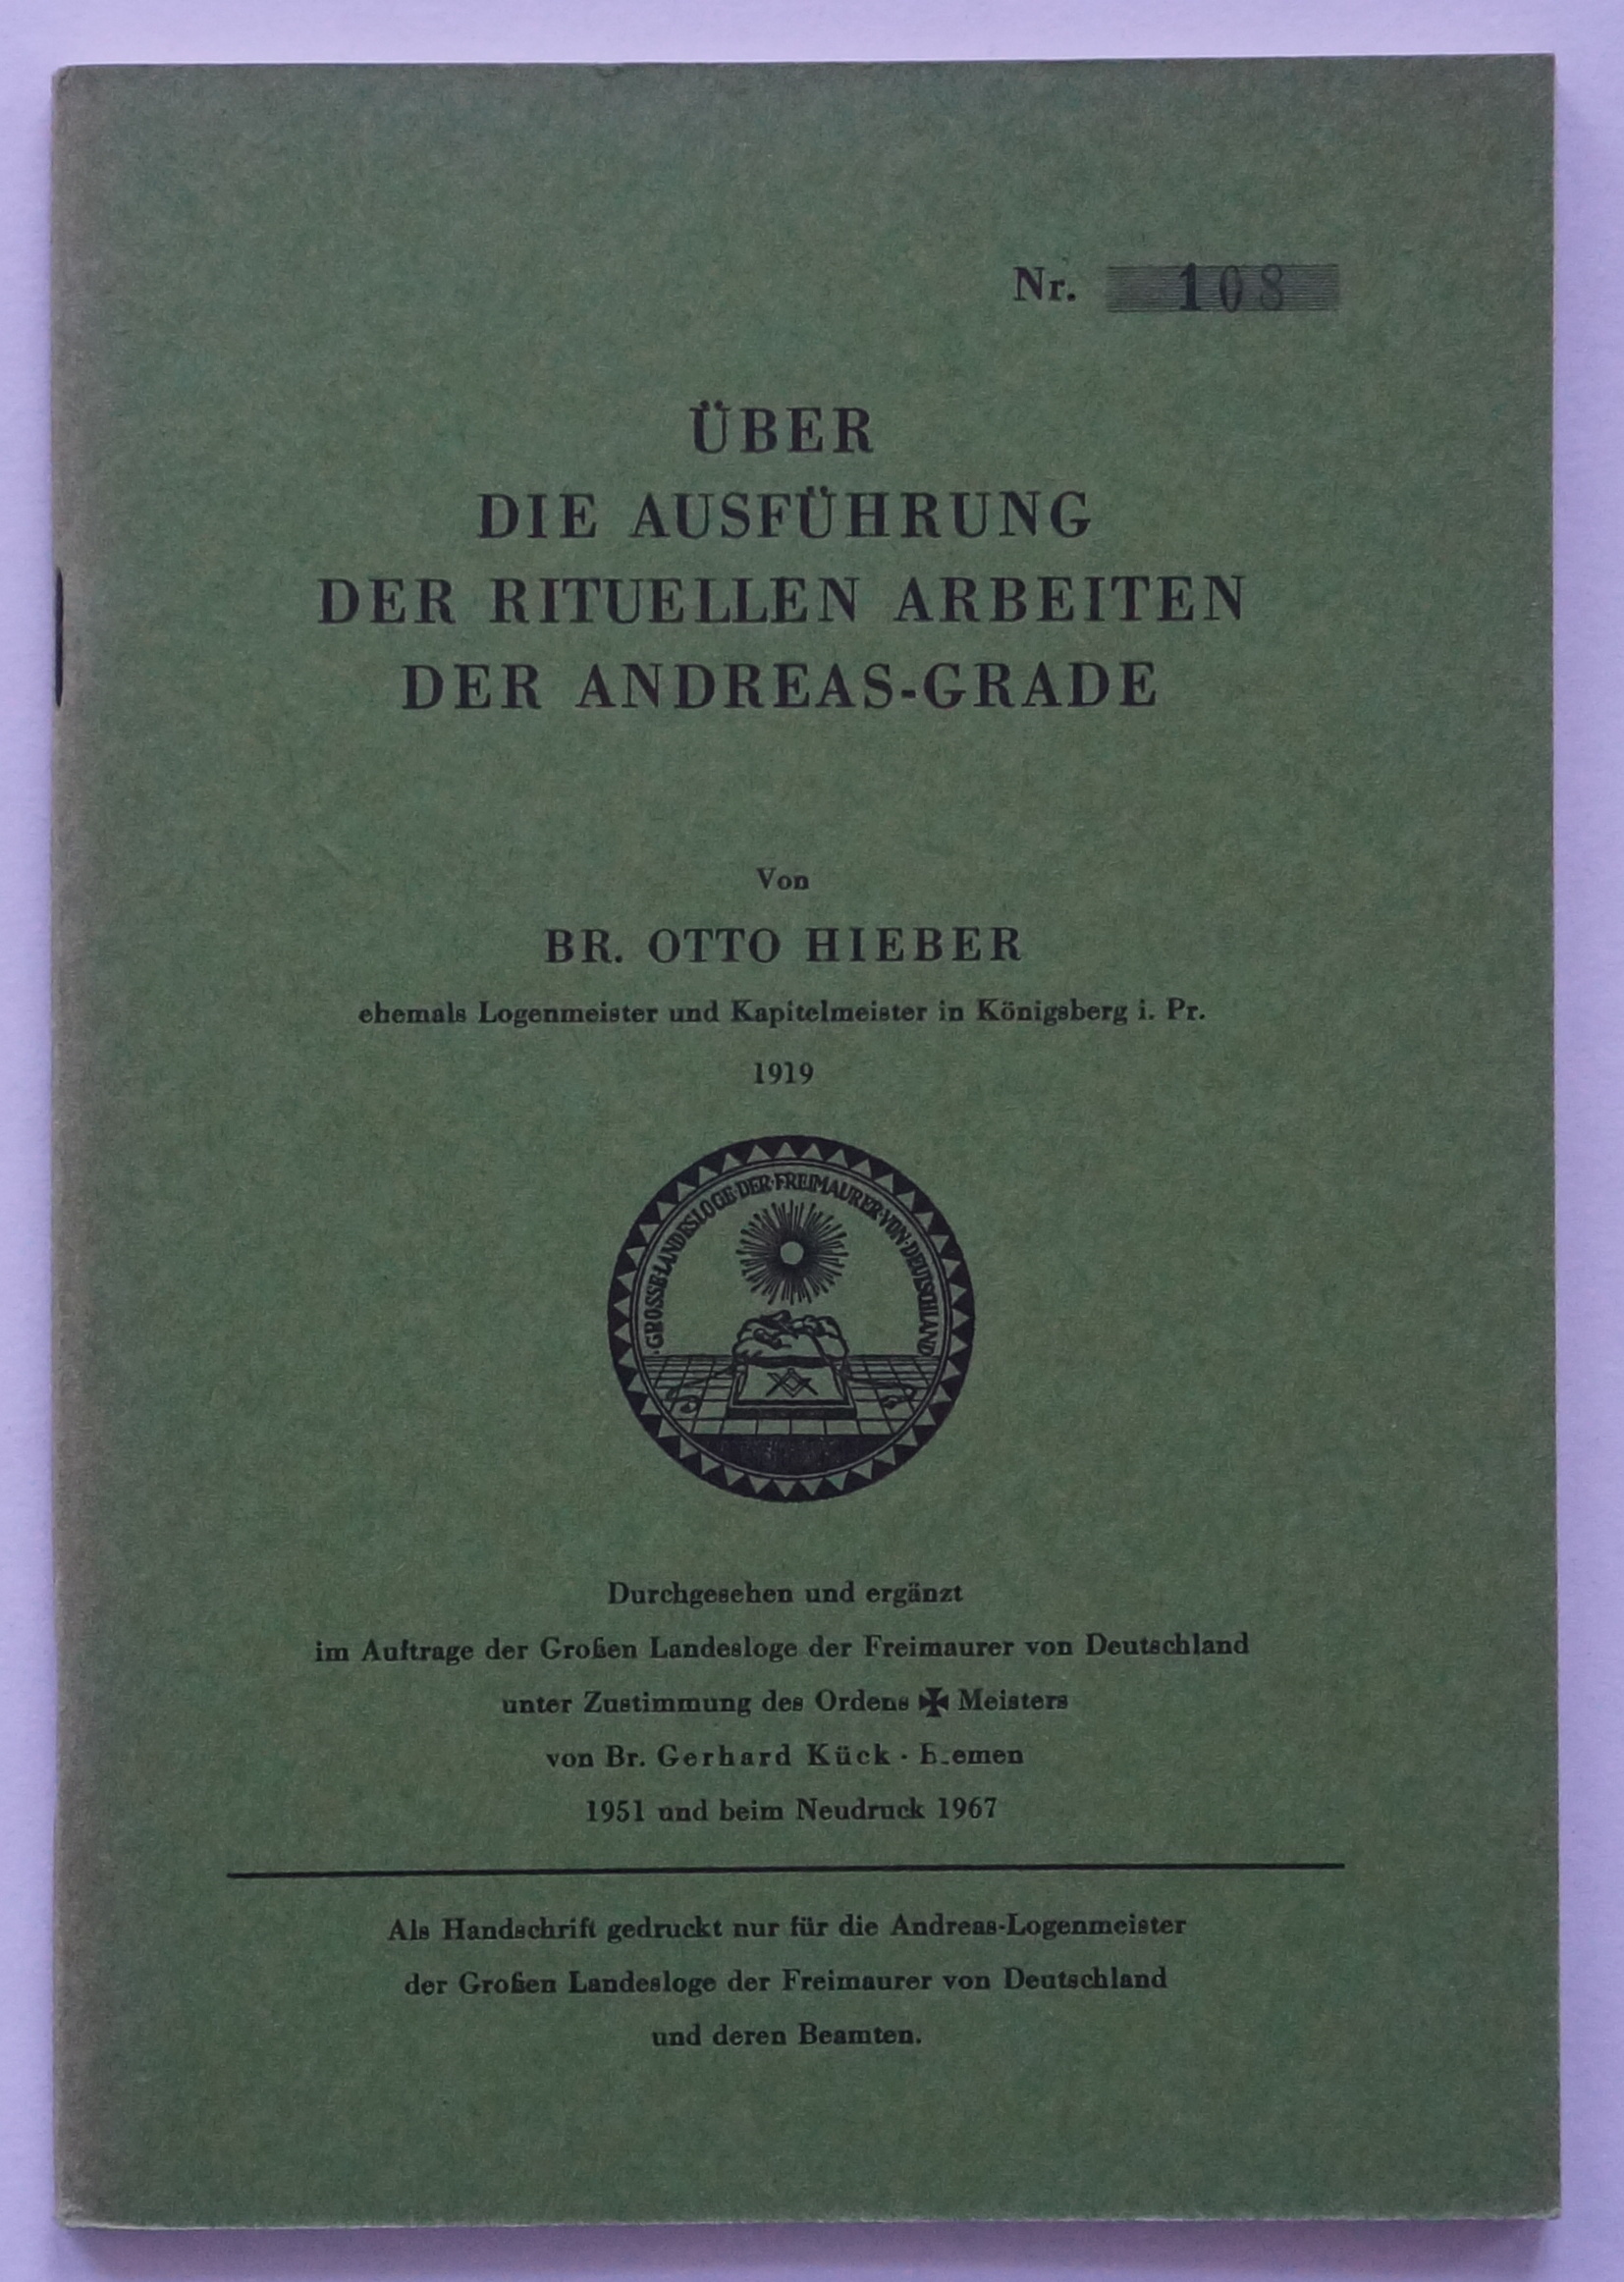 Nr. 108
ÜBER
DIE AUSFÜHRUNG
DER RITUELLEN ARBEITEN
DER ANDREAS-GRADE
Von
BR. OTTO HIEBER
ehemals Logenmeister und Kapitelmeister in Königsberg i. Pr.
1919
·GROSSE·LANDESLOGE·DER·FREIMAURER·VON·DEUTSCHLAND
Durchgesehen und ergänzt
im Auftrage der Großen Landesloge der Freimaurer von Deutschland
unter Zustimmung des Ordens ✠ Meisters
von Br. Gerhard Kück · Bremen
1951 und beim Neudruck 1967
Als Handschrift gedruckt nur für die Andreas-Logenmeister
der Großen Landesloge der Freimaurer von Deutschland
und deren Beamten.